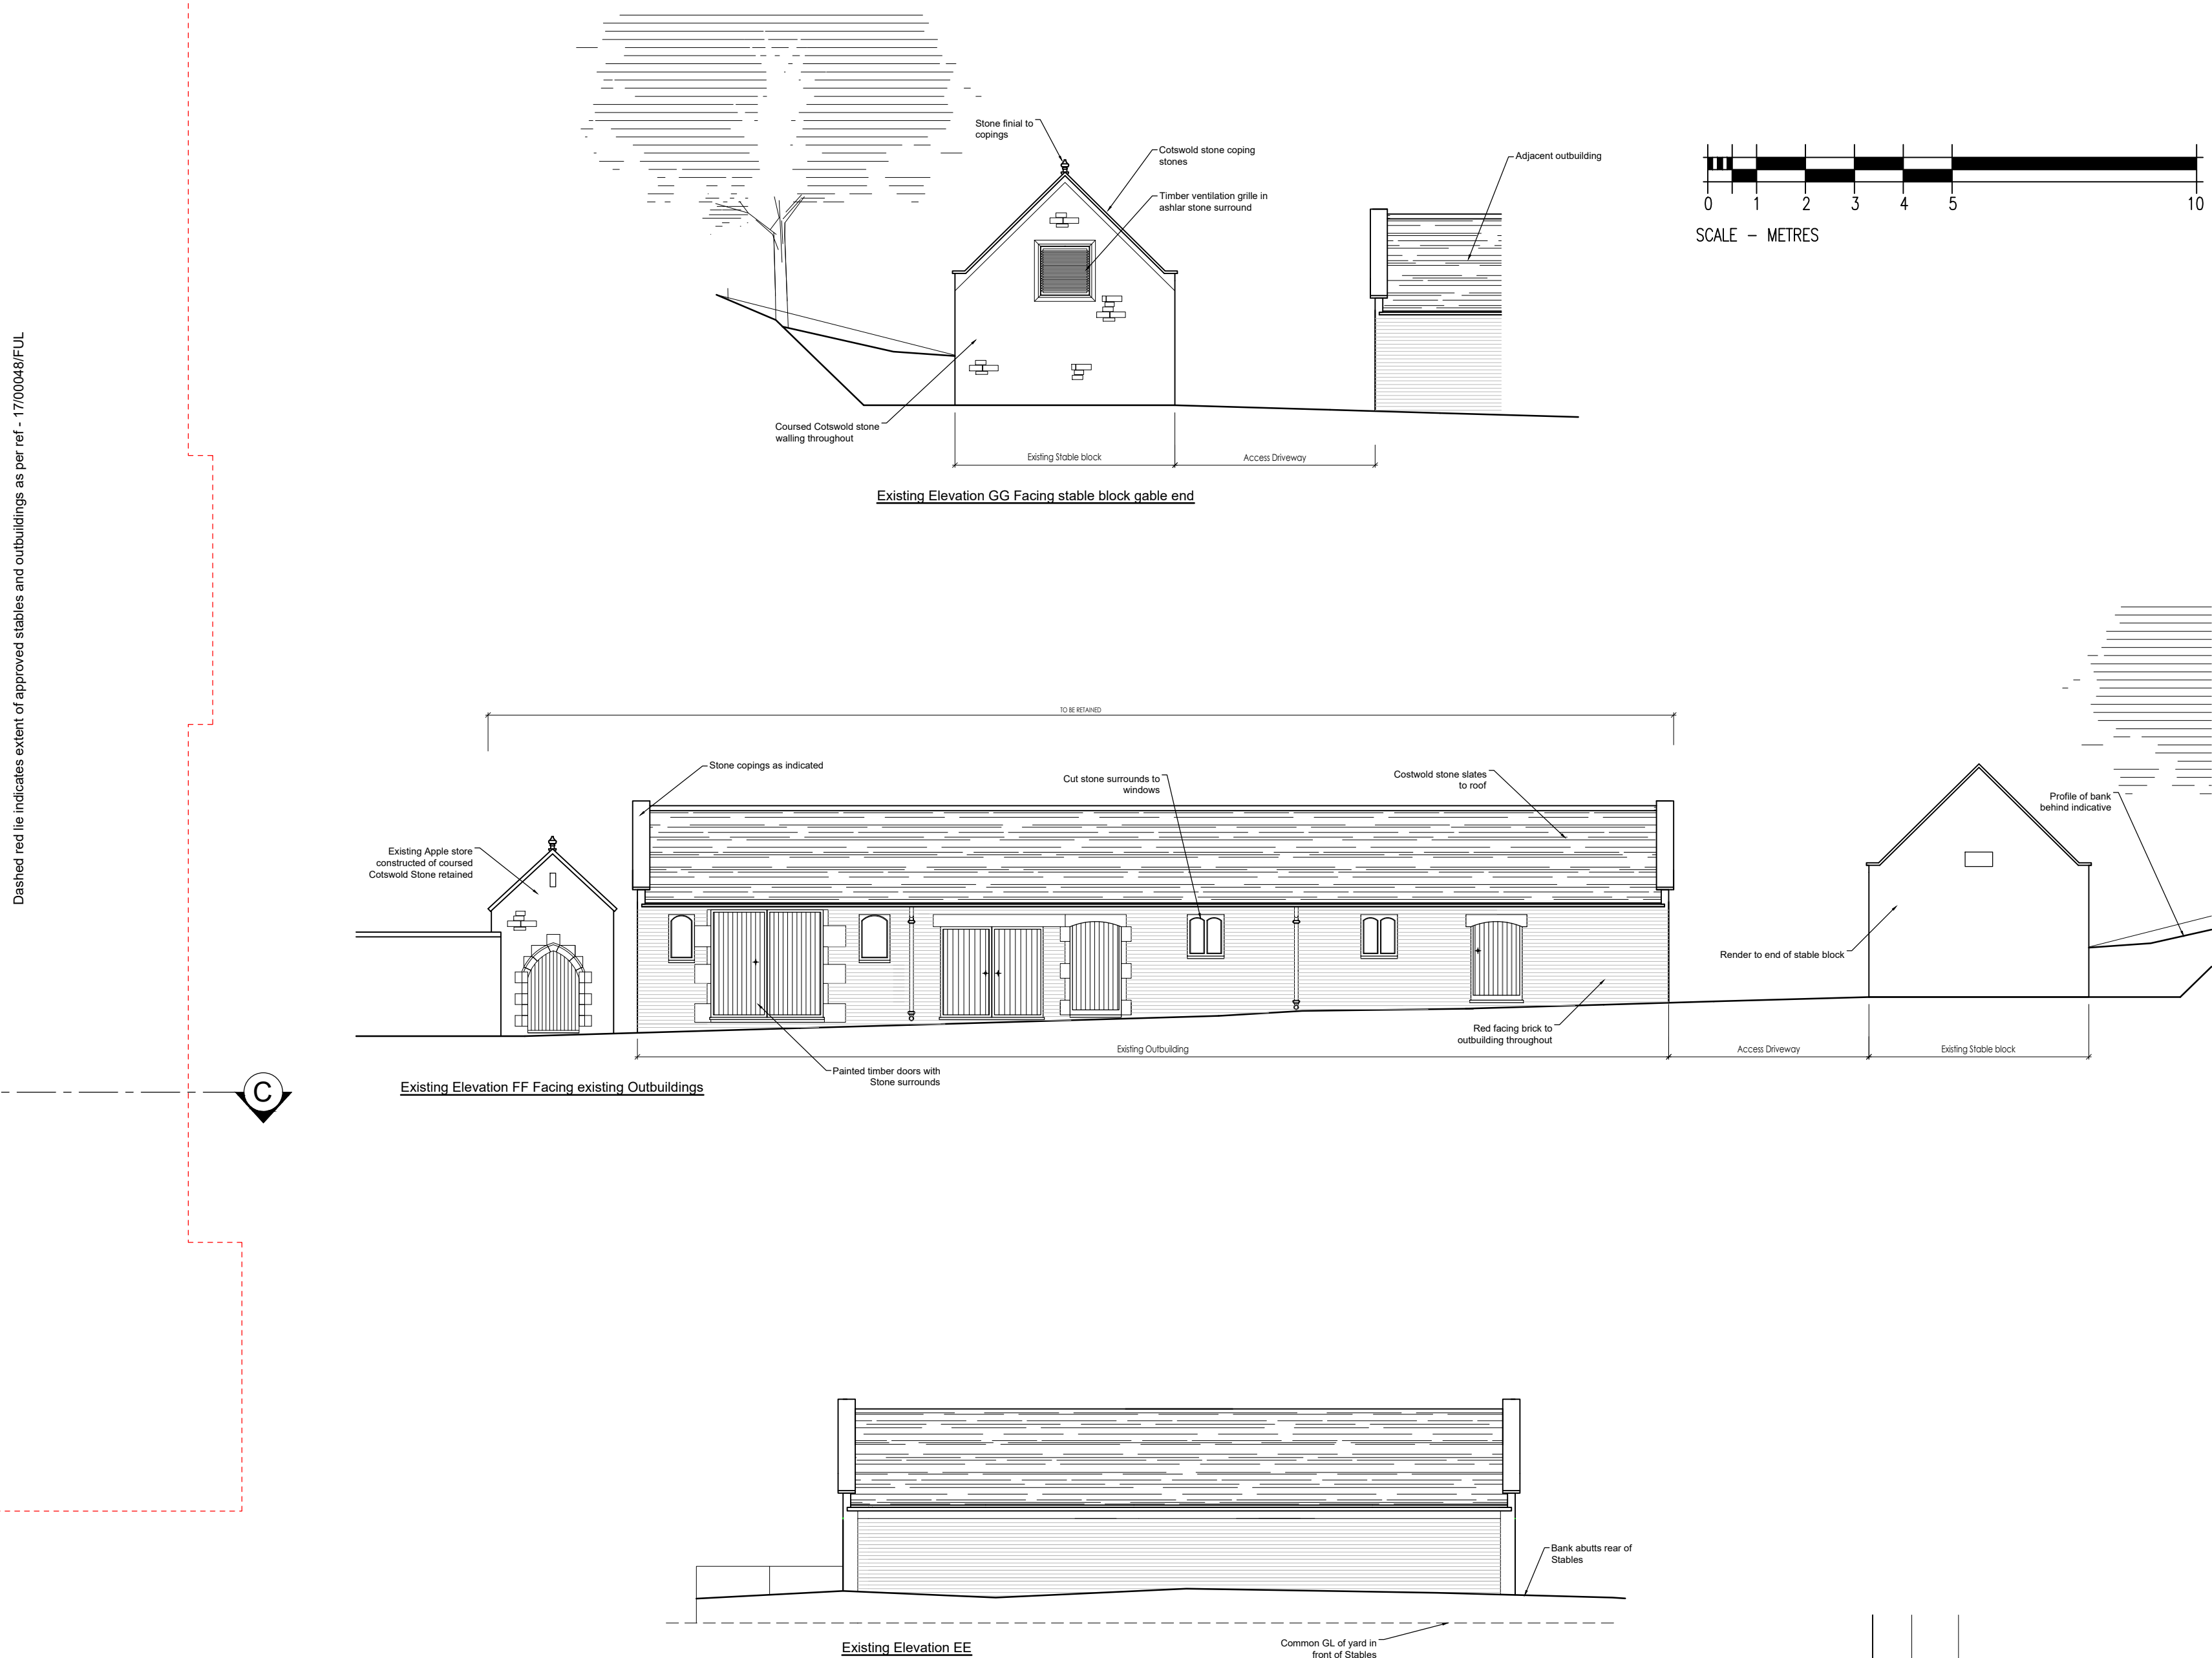 Dashed red lie indicates extent of approved stables and outbuildings as per ref - 17/00048/FUL
Stone finial to
copings
Cotswold stone coping
stones
Timber ventilation grille in
ashlar stone surround
Adjacent outbuilding
0 1 2 3 4 5 10
SCALE - METRES
Coursed Cotswold stone
walling throughout
Existing Stable block
Access Driveway
Existing Elevation GG Facing stable block gable end
TO BE RETAINED
Stone copings as indicated
Cut stone surrounds to
windows
Costwold stone slates
to roof
Profile of bank
behind indicative
Existing Apple store
constructed of coursed
Cotswold Stone retained
Render to end of stable block
Red facing brick to
outbuilding throughout
Existing Outbuilding
Access Driveway
Existing Stable block
Painted timber doors with
Stone surrounds
Existing Elevation FF Facing existing Outbuildings
C
Bank abutts rear of
Stables
Common GL of yard in
front of Stables
Existing Elevation EE